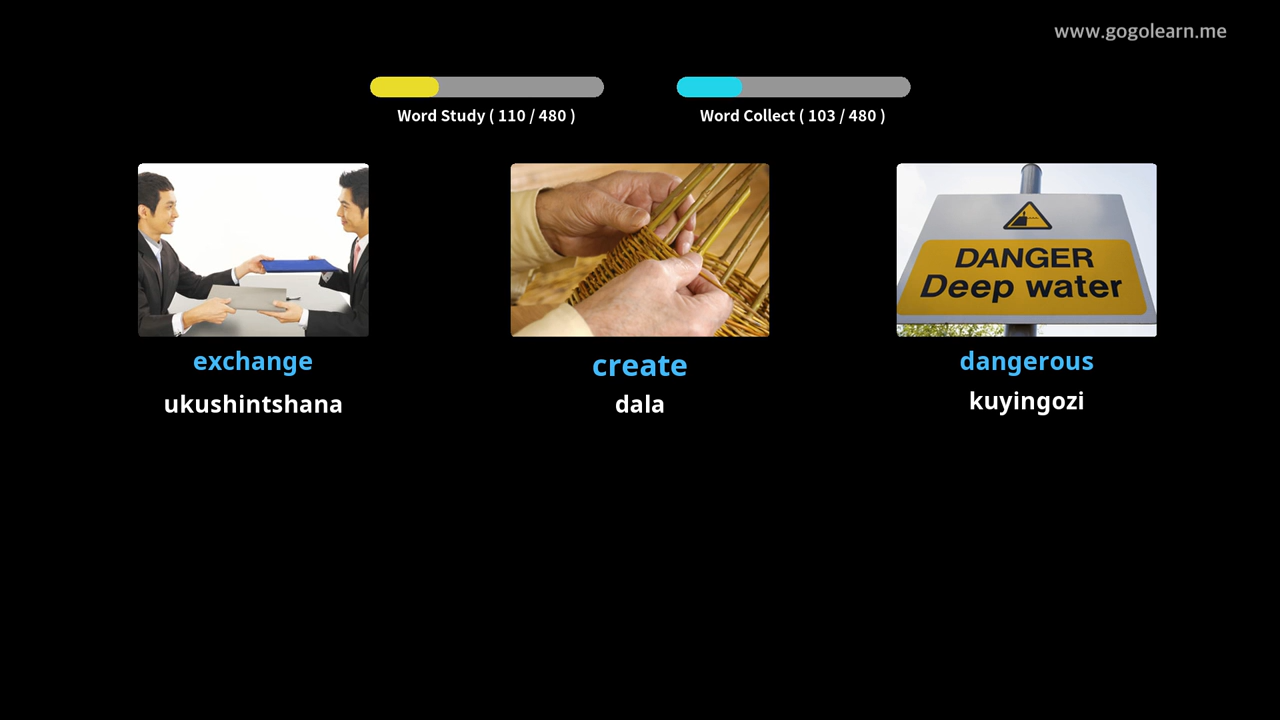 www.gogolearn.me
Word Study ( 110 / 480 )
Word Collect ( 103 / 480 )
DANGER
Deep water
exchange
create
dangerous
ukushintshana
dala
kuyingozi